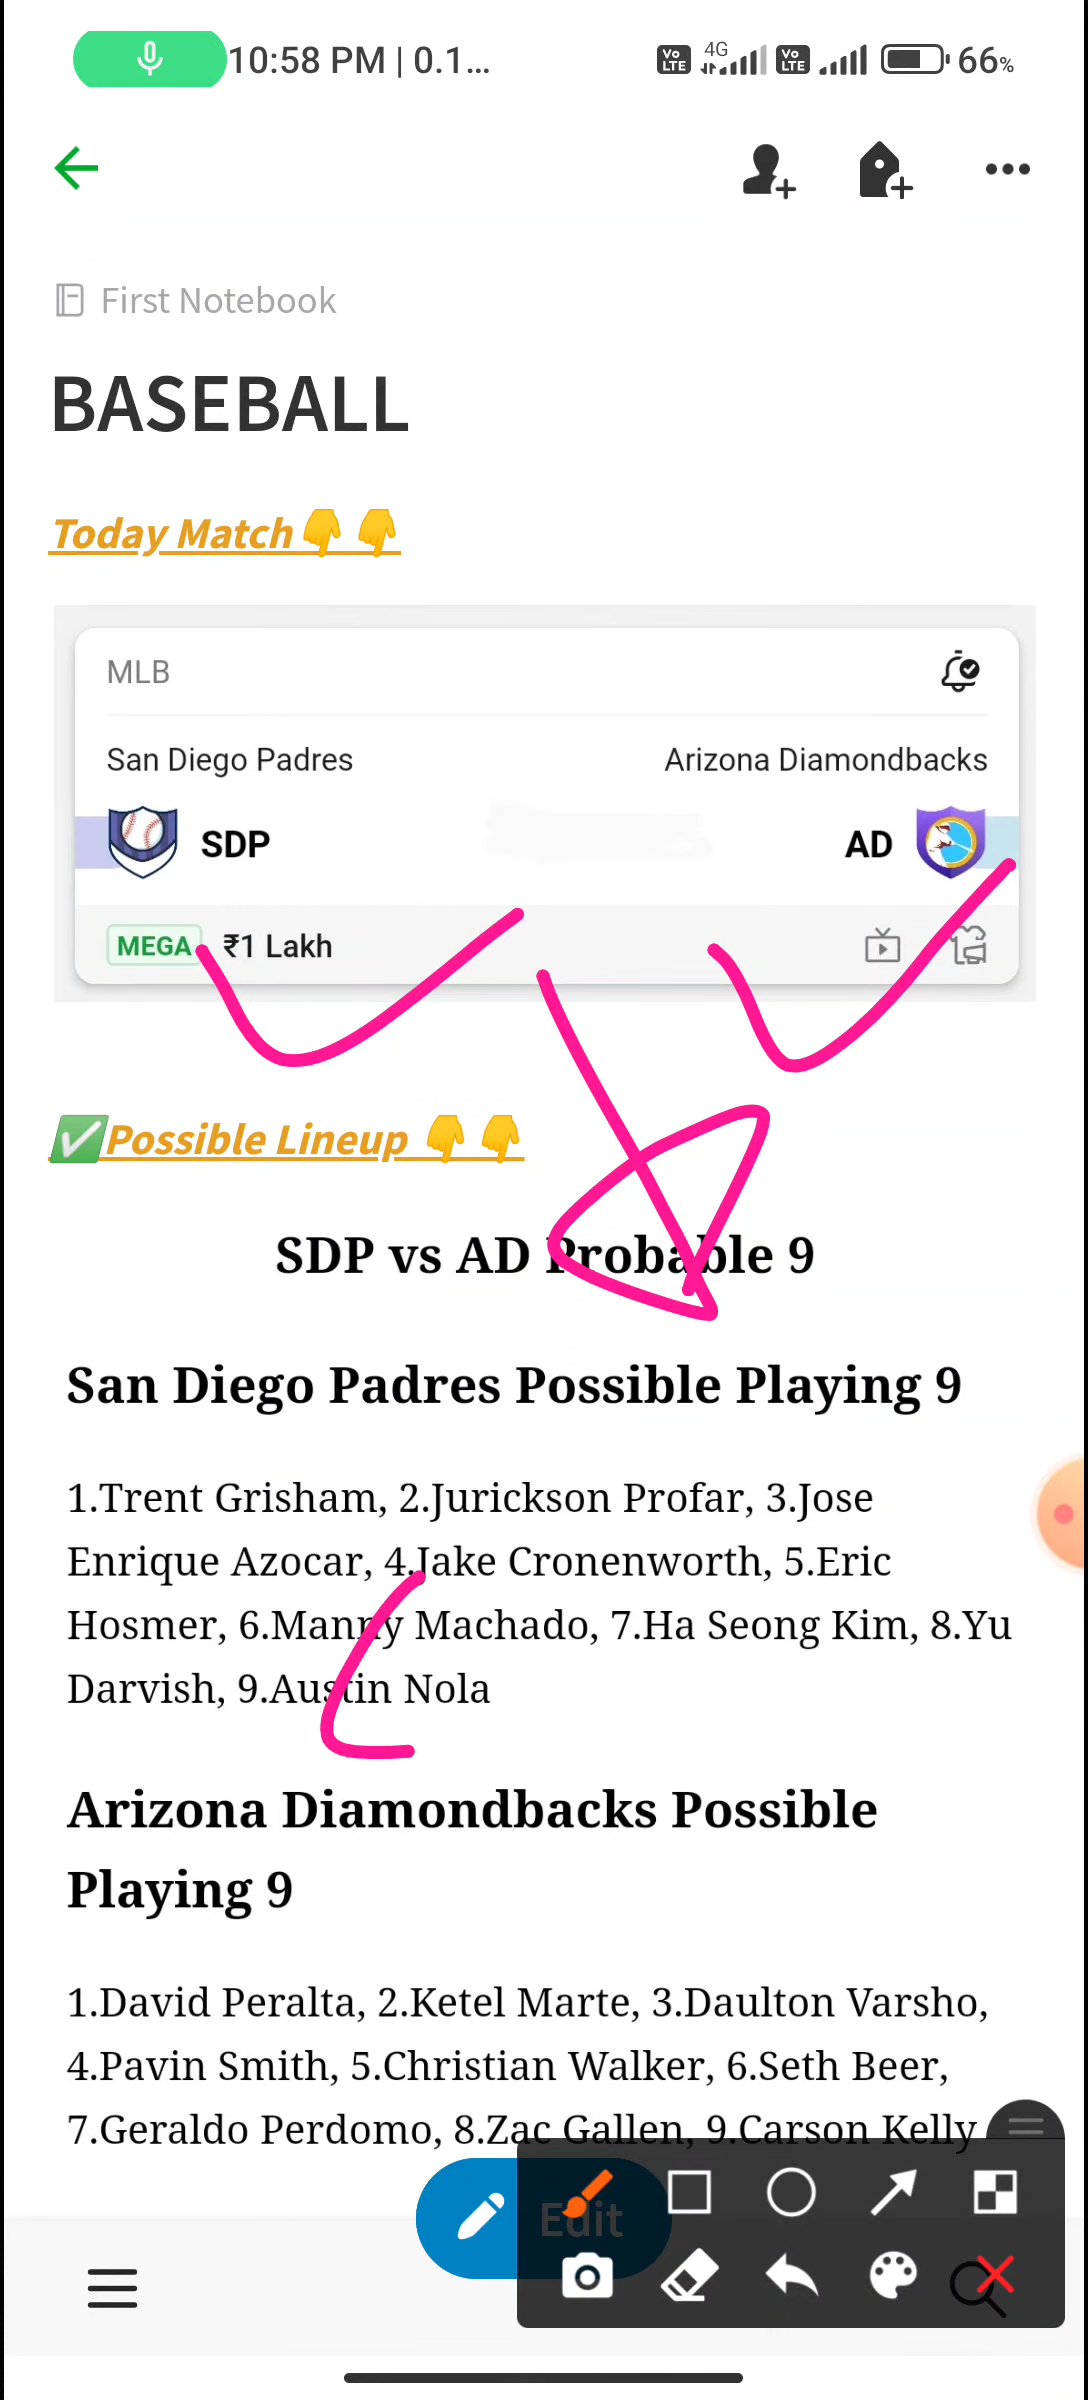 10:58 PM | 0.1...
Vo LTE 4G Vo LTE 66%
First Notebook
BASEBALL
Today Match👇👇
MLB
San Diego Padres Arizona Diamondbacks
SDP AD
MEGA ₹1 Lakh
✅Possible Lineup 👇👇
SDP vs AD Probable 9
San Diego Padres Possible Playing 9
1.Trent Grisham, 2.Jurickson Profar, 3.Jose
Enrique Azocar, 4.Jake Cronenworth, 5.Eric
Hosmer, 6.Manny Machado, 7.Ha Seong Kim, 8.Yu
Darvish, 9.Austin Nola
Arizona Diamondbacks Possible
Playing 9
1.David Peralta, 2.Ketel Marte, 3.Daulton Varsho,
4.Pavin Smith, 5.Christian Walker, 6.Seth Beer,
7.Geraldo Perdomo, 8.Zac Gallen, 9.Carson Kelly
Edit